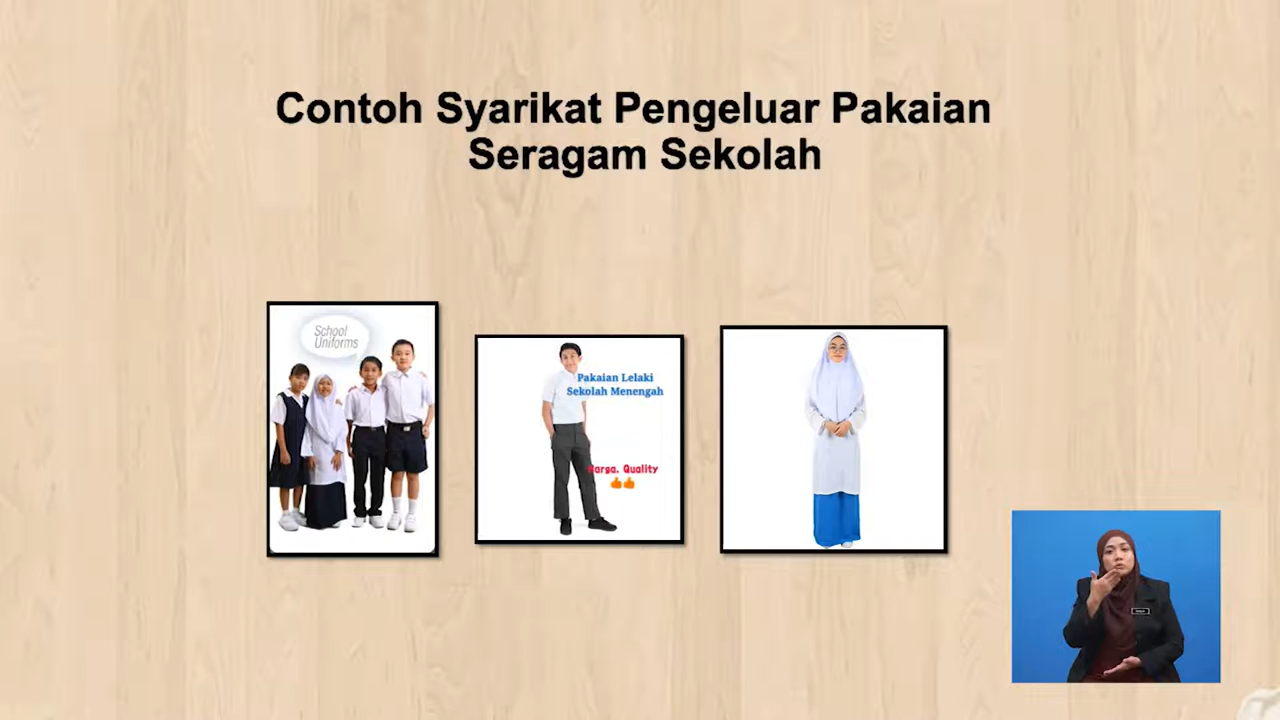 Contoh Syarikat Pengeluar Pakaian
Seragam Sekolah
School
Uniforms
Pakaian Lelaki
Sekolah Menengah
Harga, Quality